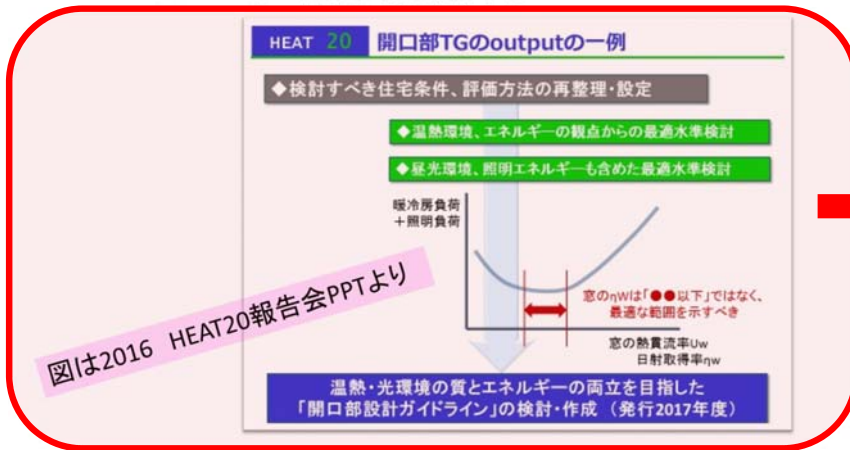 HEAT 20 開口部TGのoutputの一例
◆検討すべき住宅条件、評価方法の再整理・設定
◆温熱環境、エネルギーの観点からの最適水準検討
◆昼光環境、照明エネルギーも含めた最適水準検討
暖冷房負荷
＋照明負荷
窓のηWは「●●以下」ではなく、
最適な範囲を示すべき
窓の熱貫流率Uw
日射取得率ηw
図は2016 HEAT20報告会PPTより
温熱・光環境の質とエネルギーの両立を目指した
「開口部設計ガイドライン」の検討・作成（発行2017年度）